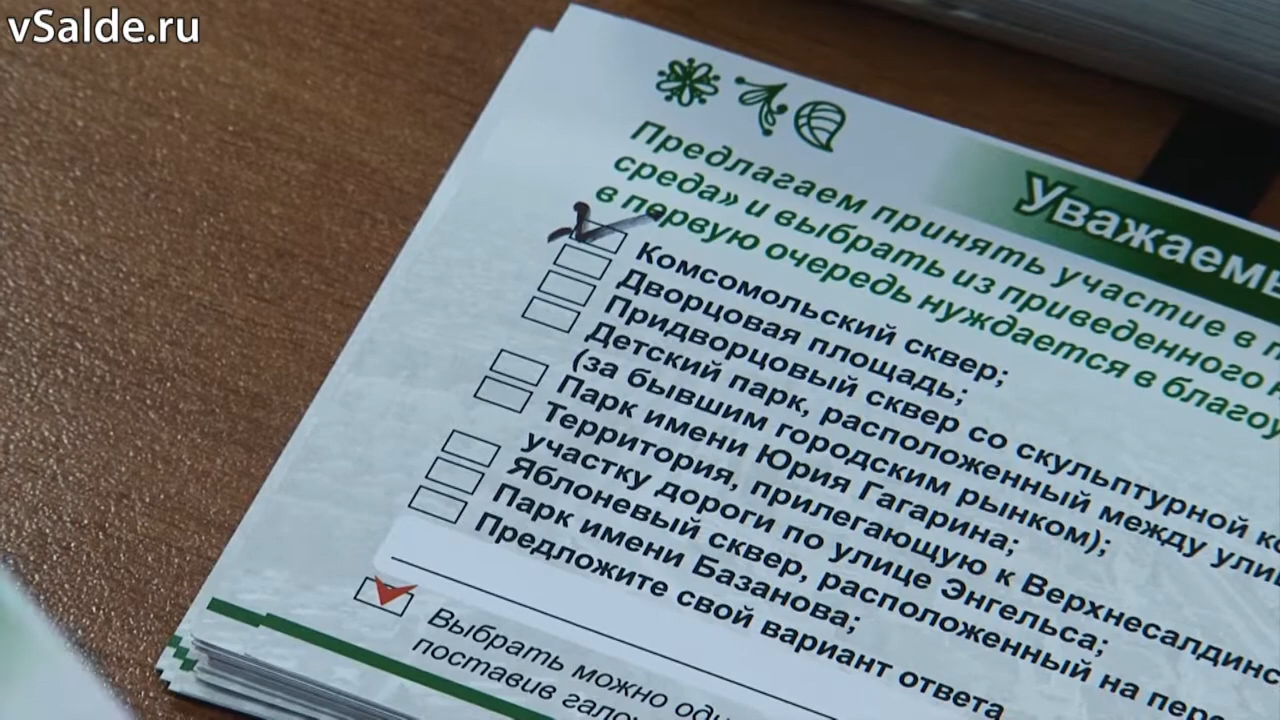 vSalde.ru
Уважаемы
Предлагаем принять участие в п
среда» и выбрать из приведенного п
в первую очередь нуждается в благоу
Комсомольский сквер;
Дворцовая площадь;
Придворцовый сквер со скульптурной ко
Детский парк, расположенный между ули
(за бывшим городским рынком);
Парк имени Юрия Гагарина;
Территория, прилегающую к Верхнесалдинс
участку дороги по улице Энгельса;
Яблоневый сквер, расположенный на пере
Парк имени Базанова;
Предложите свой вариант ответа
Выбрать можно од
поставив гало